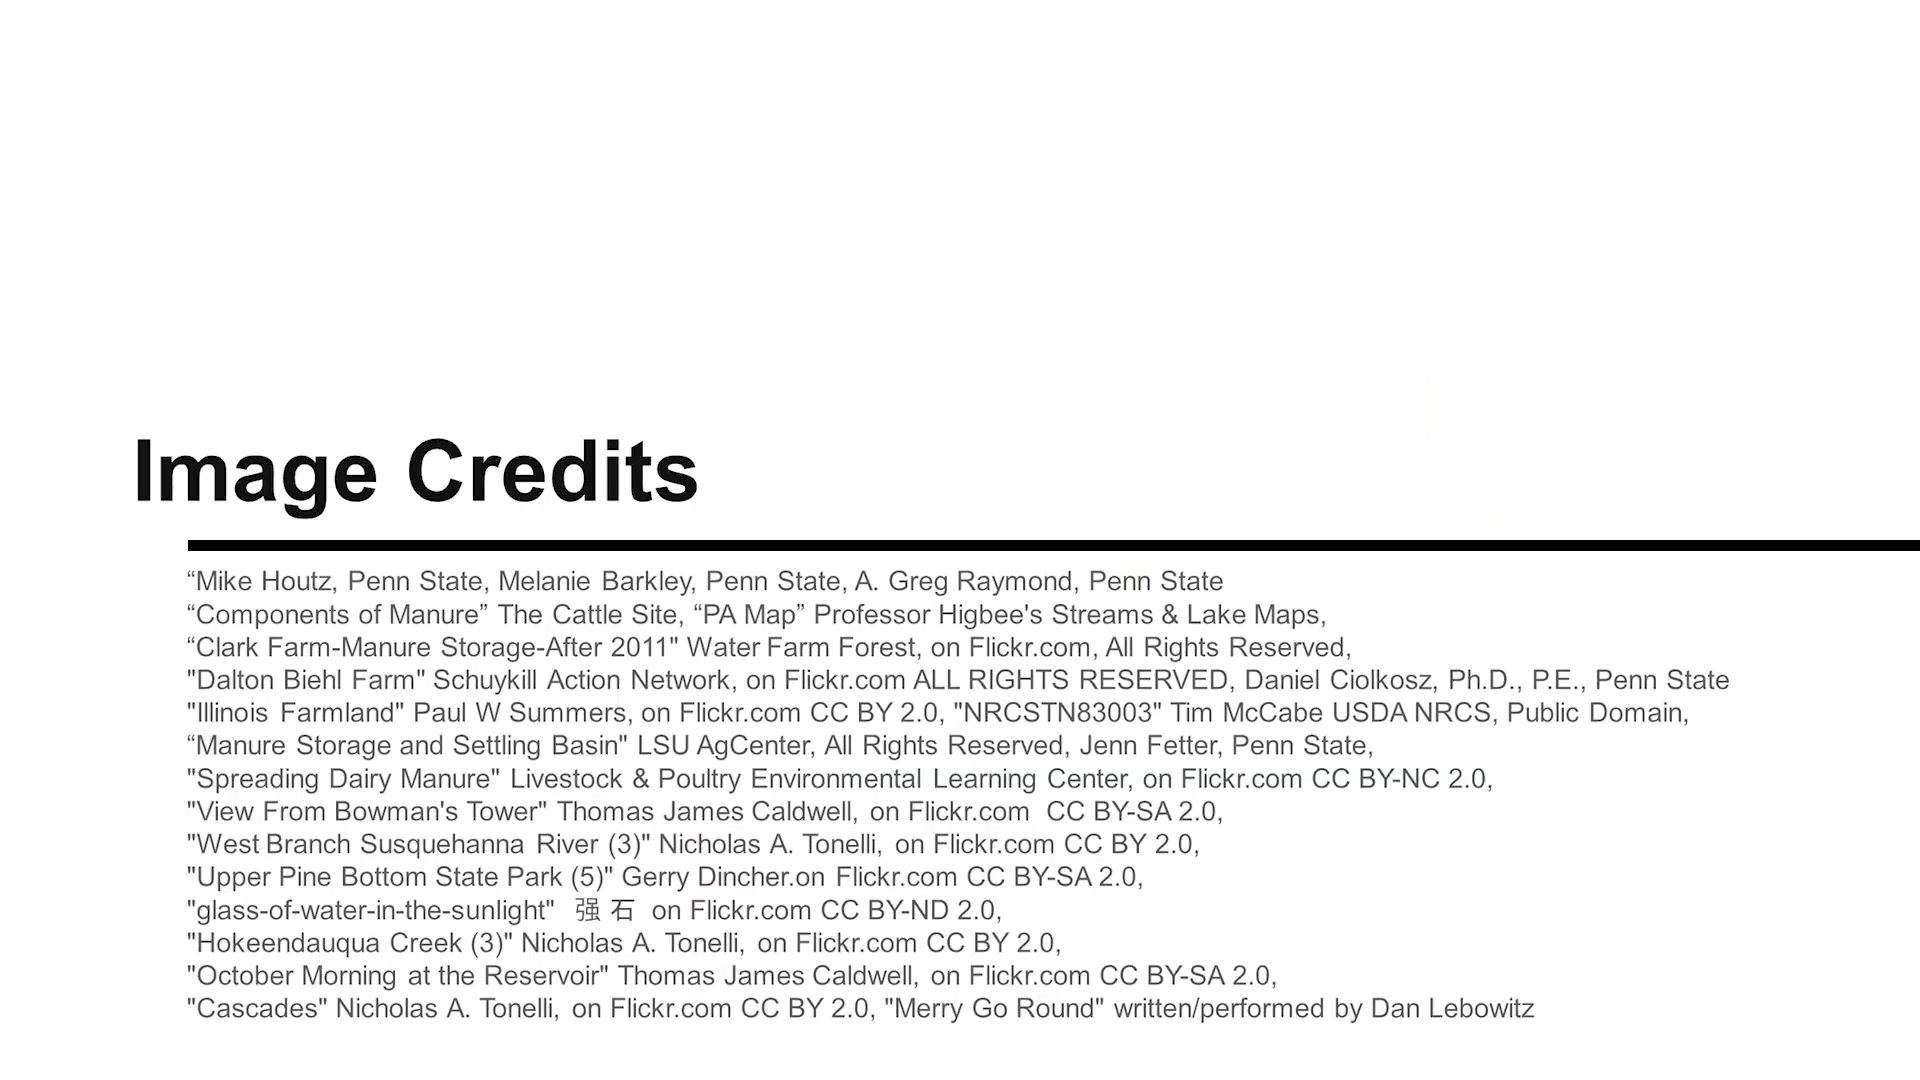 Image Credits
“Mike Houtz, Penn State, Melanie Barkley, Penn State, A. Greg Raymond, Penn State
“Components of Manure” The Cattle Site, “PA Map” Professor Higbee's Streams & Lake Maps,
“Clark Farm-Manure Storage-After 2011" Water Farm Forest, on Flickr.com, All Rights Reserved,
"Dalton Biehl Farm" Schuykill Action Network, on Flickr.com ALL RIGHTS RESERVED, Daniel Ciolkosz, Ph.D., P.E., Penn State
"Illinois Farmland" Paul W Summers, on Flickr.com CC BY 2.0, "NRCSTN83003" Tim McCabe USDA NRCS, Public Domain,
“Manure Storage and Settling Basin" LSU AgCenter, All Rights Reserved, Jenn Fetter, Penn State,
"Spreading Dairy Manure" Livestock & Poultry Environmental Learning Center, on Flickr.com CC BY-NC 2.0,
"View From Bowman's Tower" Thomas James Caldwell, on Flickr.com  CC BY-SA 2.0,
"West Branch Susquehanna River (3)" Nicholas A. Tonelli, on Flickr.com CC BY 2.0,
"Upper Pine Bottom State Park (5)" Gerry Dincher.on Flickr.com CC BY-SA 2.0,
"glass-of-water-in-the-sunlight"  强 石  on Flickr.com CC BY-ND 2.0,
"Hokeendauqua Creek (3)" Nicholas A. Tonelli, on Flickr.com CC BY 2.0,
"October Morning at the Reservoir" Thomas James Caldwell, on Flickr.com CC BY-SA 2.0,
"Cascades" Nicholas A. Tonelli, on Flickr.com CC BY 2.0, "Merry Go Round" written/performed by Dan Lebowitz